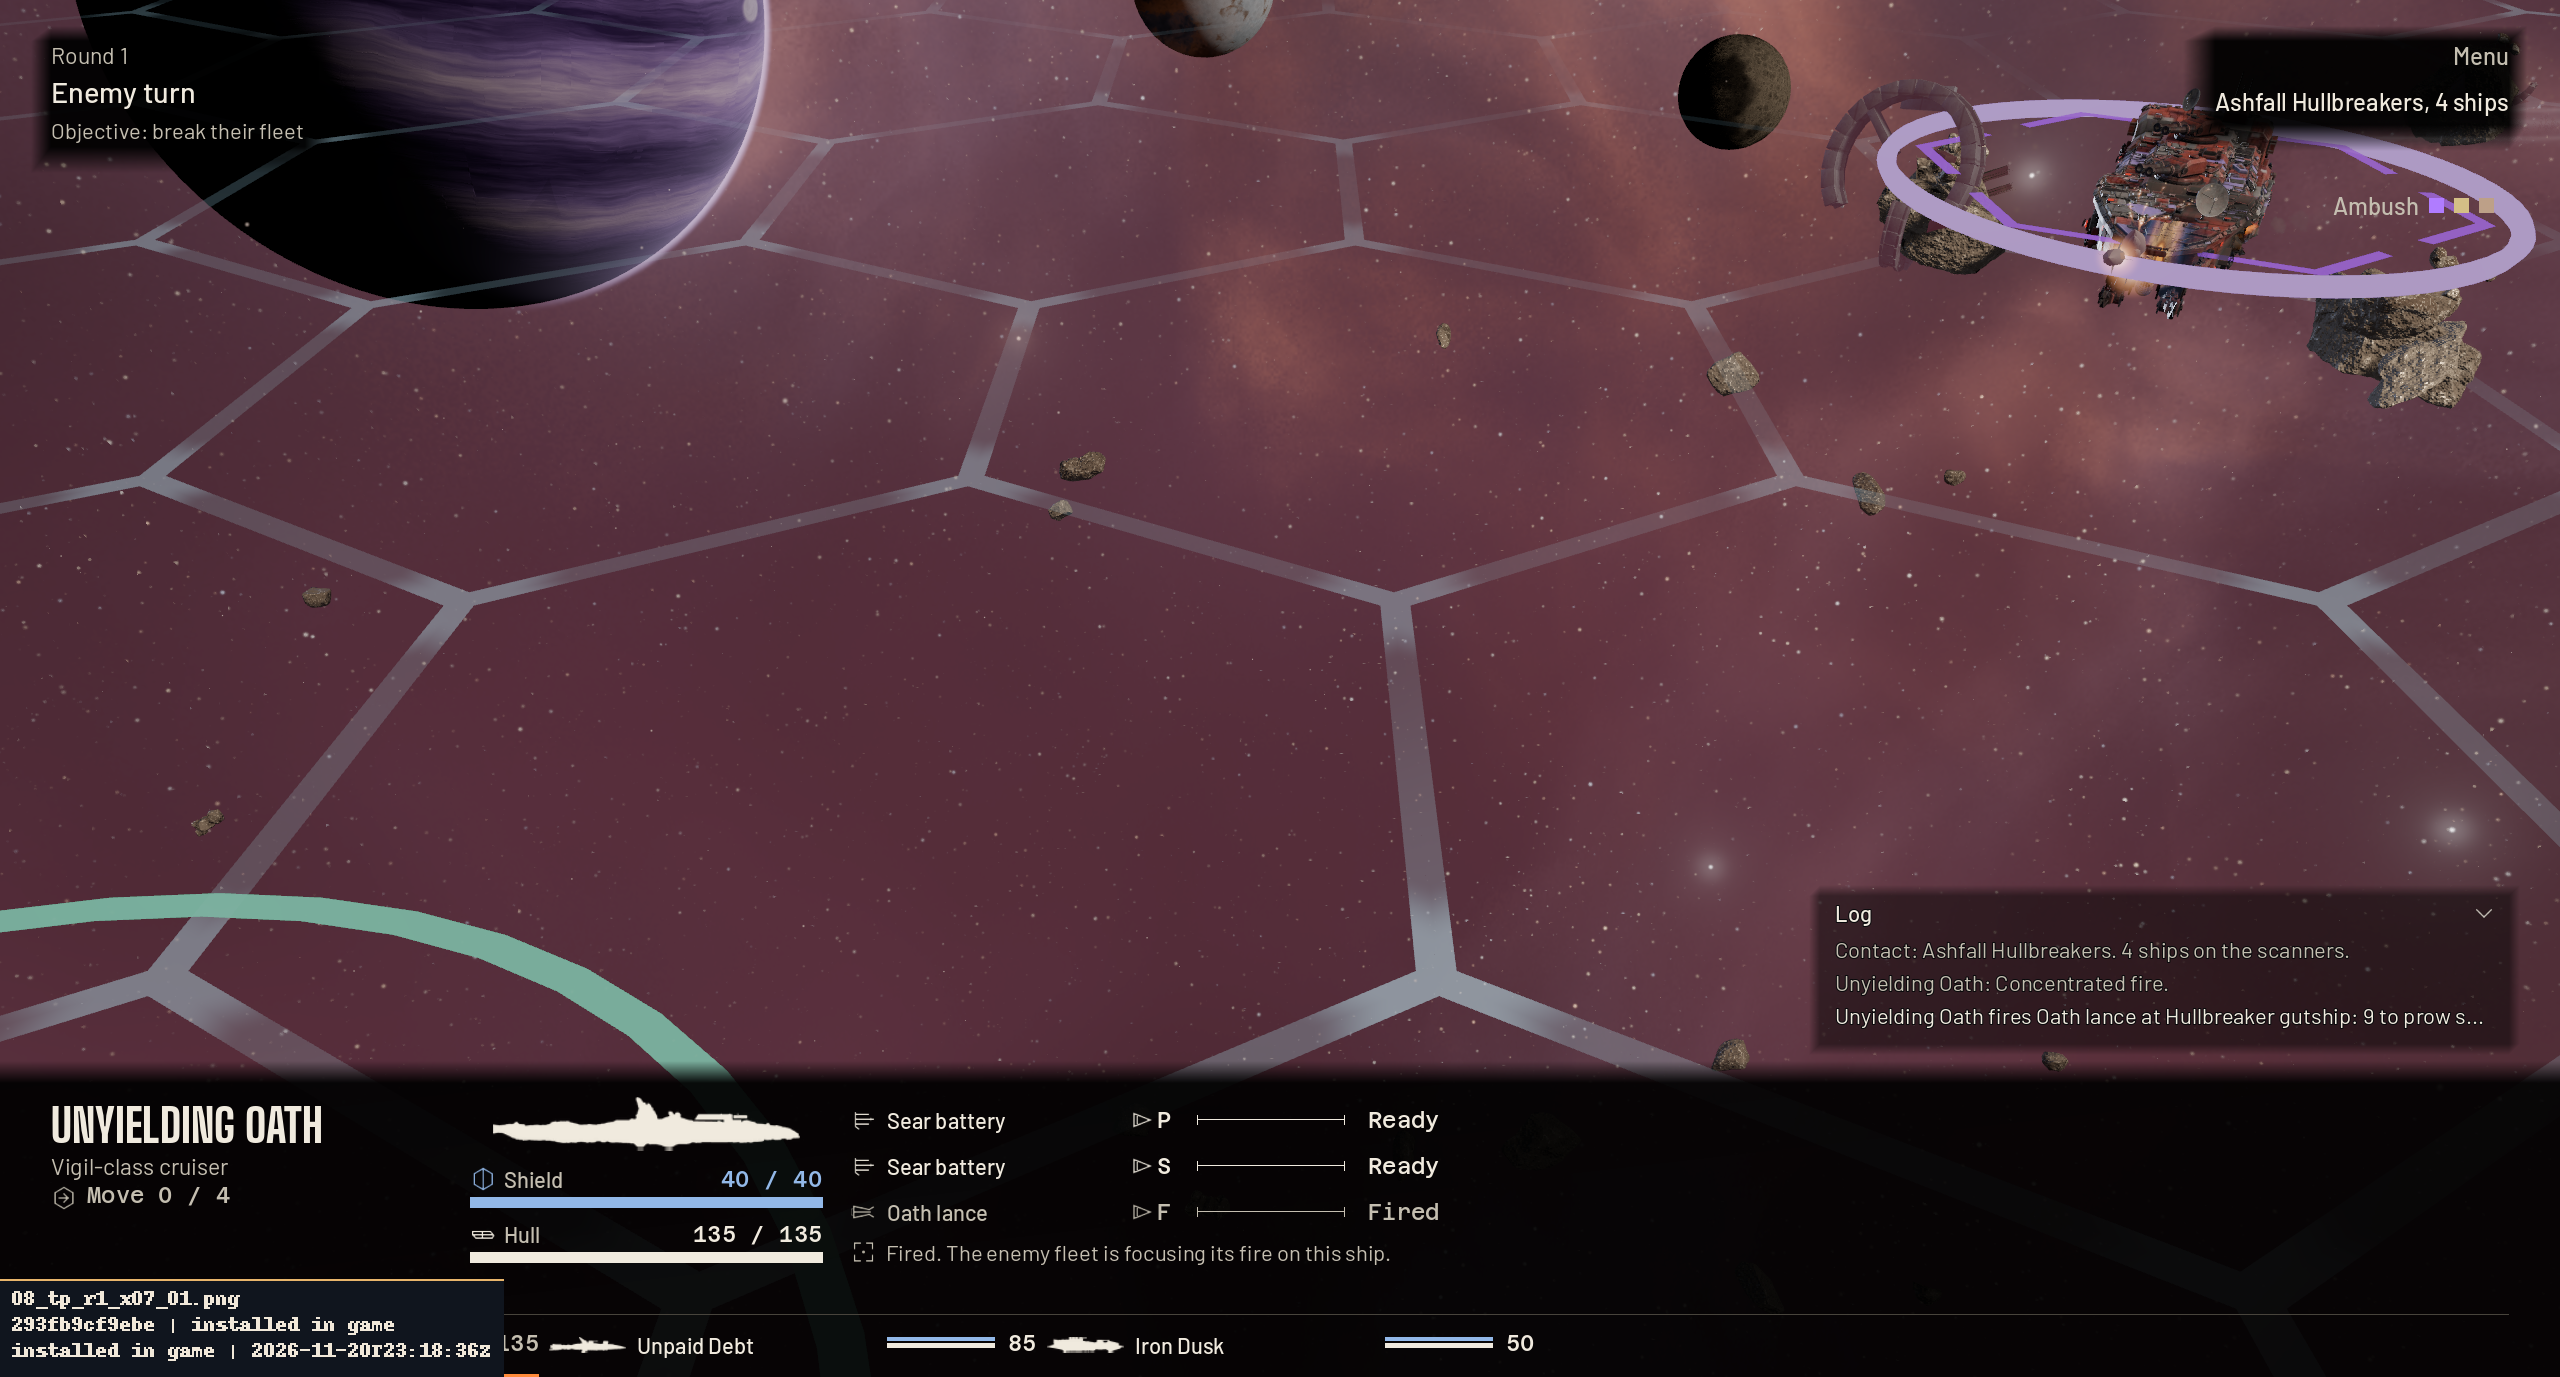 Round 1
Enemy turn
Objective: break their fleet
Menu
Ashfall Hullbreakers, 4 ships
Ambush
Log
Contact: Ashfall Hullbreakers. 4 ships on the scanners.
Unyielding Oath: Concentrated fire.
Unyielding Oath fires Oath lance at Hullbreaker gutship: 9 to prow s...
UNYIELDING OATH
Vigil-class cruiser
Move 0 / 4
Shield 40 / 40
Hull 135 / 135
Sear battery P Ready
Sear battery S Ready
Oath lance F Fired
Fired. The enemy fleet is focusing its fire on this ship.
08_tp_r1_x07_01.png
293fb9cf9ebe | installed in game
installed in game | 2026-11-20T23:18:36Z
135 Unpaid Debt 85 Iron Dusk 50